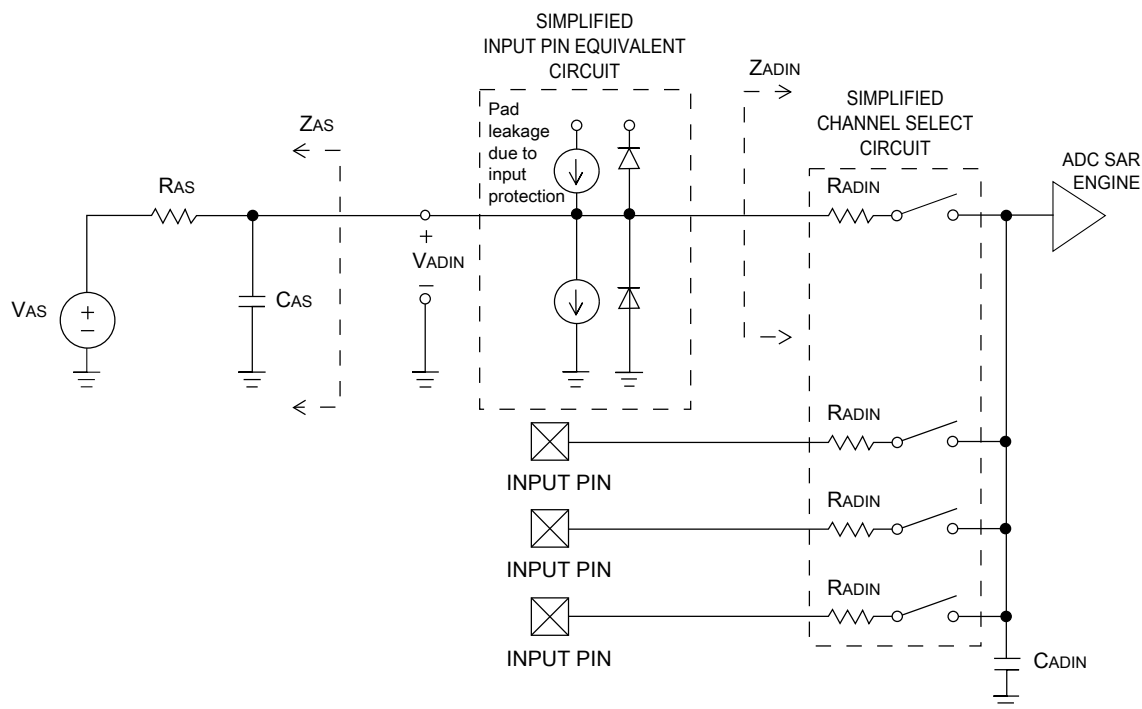 SIMPLIFIED
INPUT PIN EQUIVALENT
CIRCUIT
Pad
leakage
due to
input
protection
ZADIN
SIMPLIFIED
CHANNEL SELECT
CIRCUIT
ADC SAR
ENGINE
ZAS
RAS
RADIN
+
VADIN
−
CAS
VAS
+
−
RADIN
INPUT PIN
RADIN
INPUT PIN
RADIN
INPUT PIN
CADIN